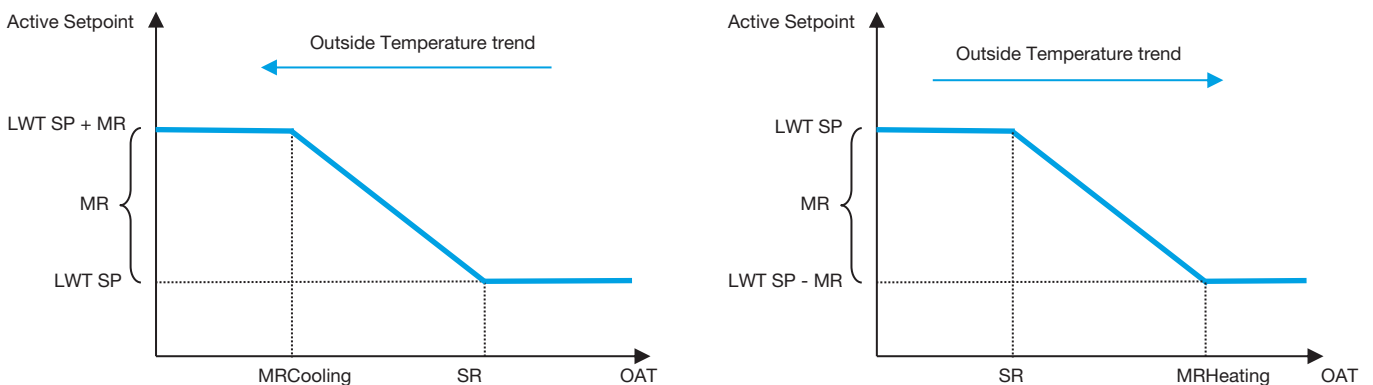 Active Setpoint
Outside Temperature trend
LWT SP + MR
MR
LWT SP
MRCooling
SR
OAT
Active Setpoint
Outside Temperature trend
LWT SP
MR
LWT SP - MR
SR
MRHeating
OAT